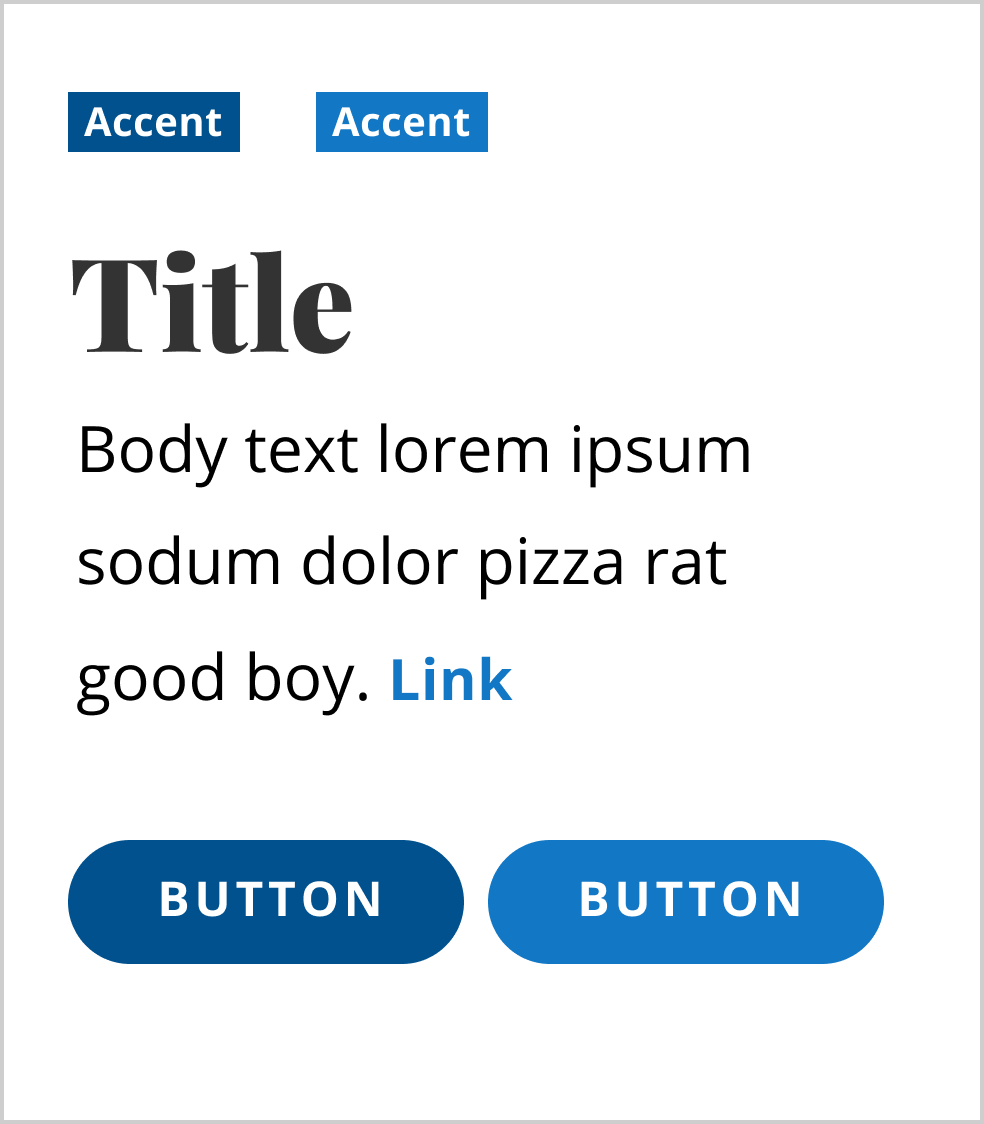 Accent Accent
Title
Body text lorem ipsum
sodum dolor pizza rat
good boy. Link
BUTTON BUTTON